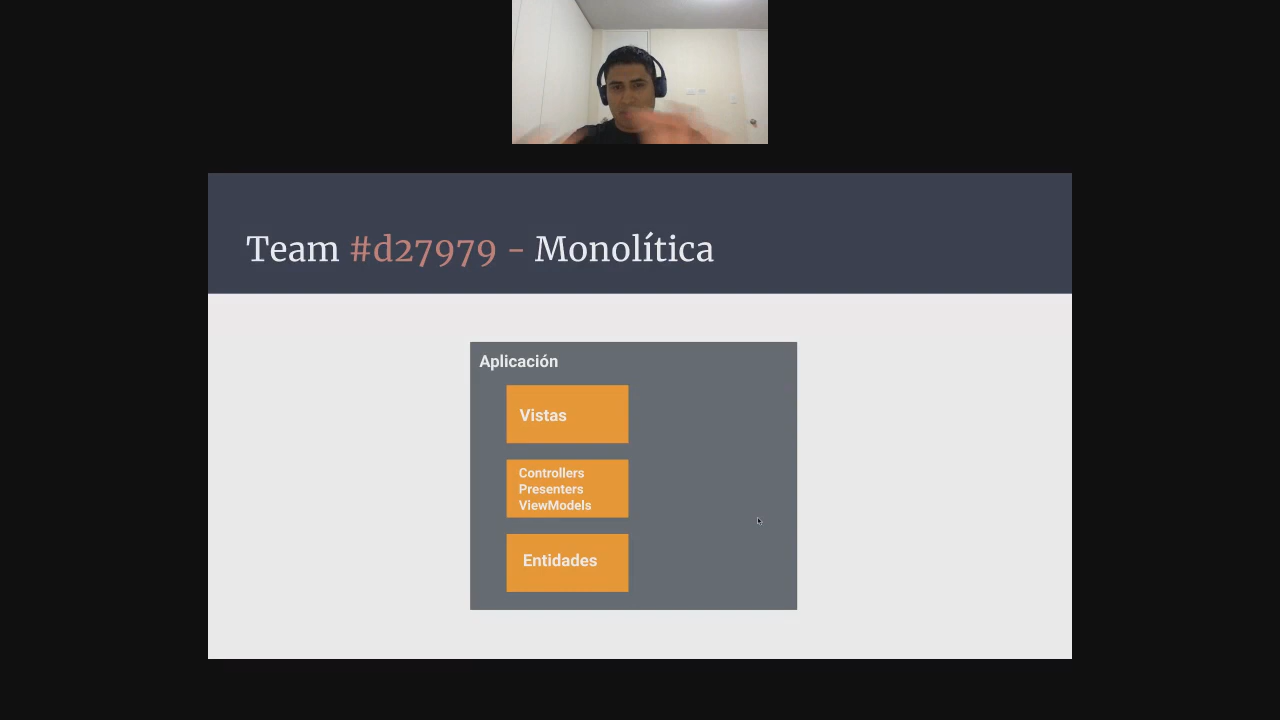 Team #d27979 - Monolítica
Aplicación
Vistas
Controllers
Presenters
ViewModels
Entidades